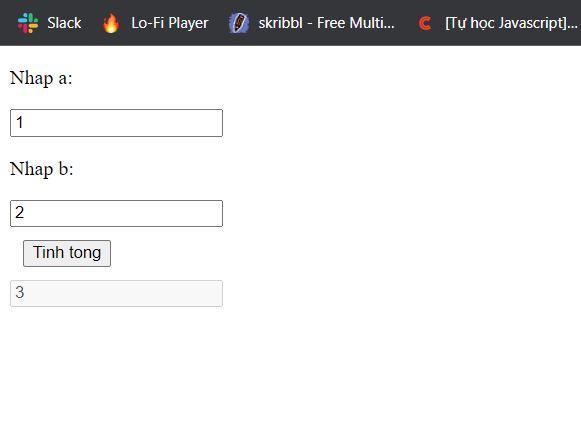 Slack Lo-Fi Player skribbl - Free Multi... [Tự học Javascript]...
Nhap a:
1
Nhap b:
2
Tinh tong
3